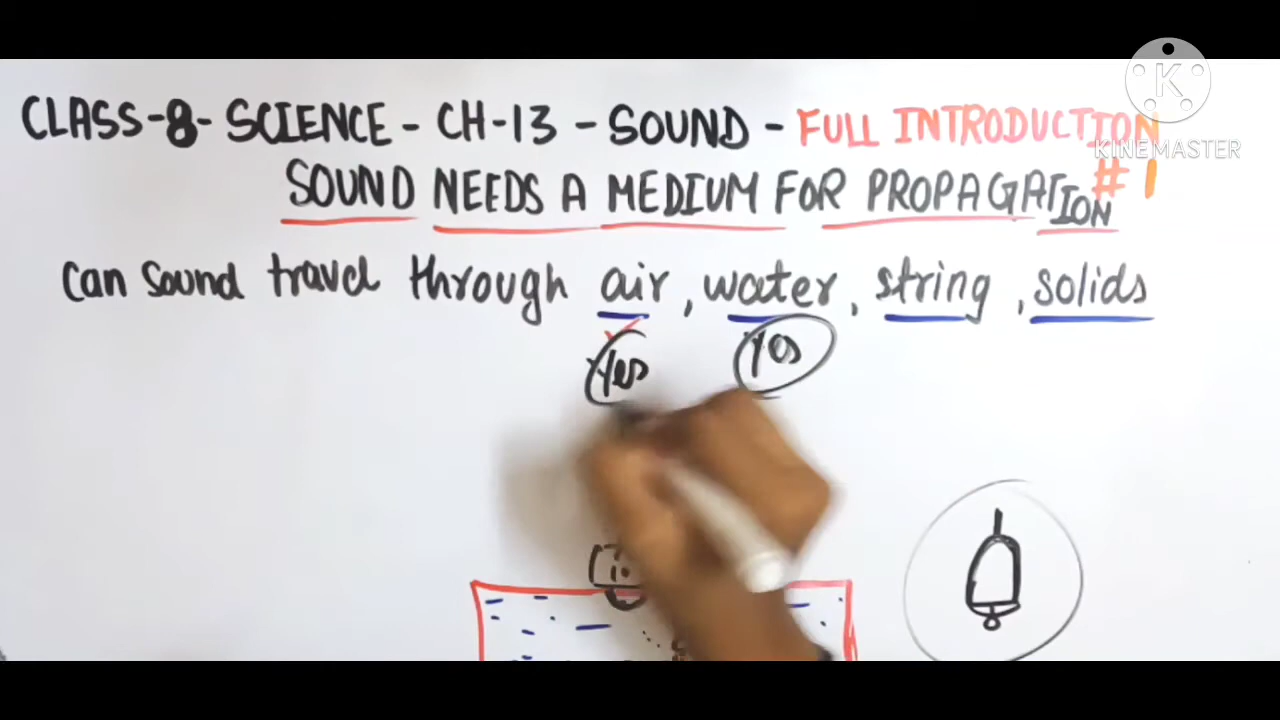 CLASS-8- SCIENCE - CH-13 - SOUND - FULL INTRODUCTION
#1
SOUND NEEDS A MEDIUM FOR PROPAGATION
Can Sound travel through air, water, string, solids
Yes Yes
K
KINEMASTER